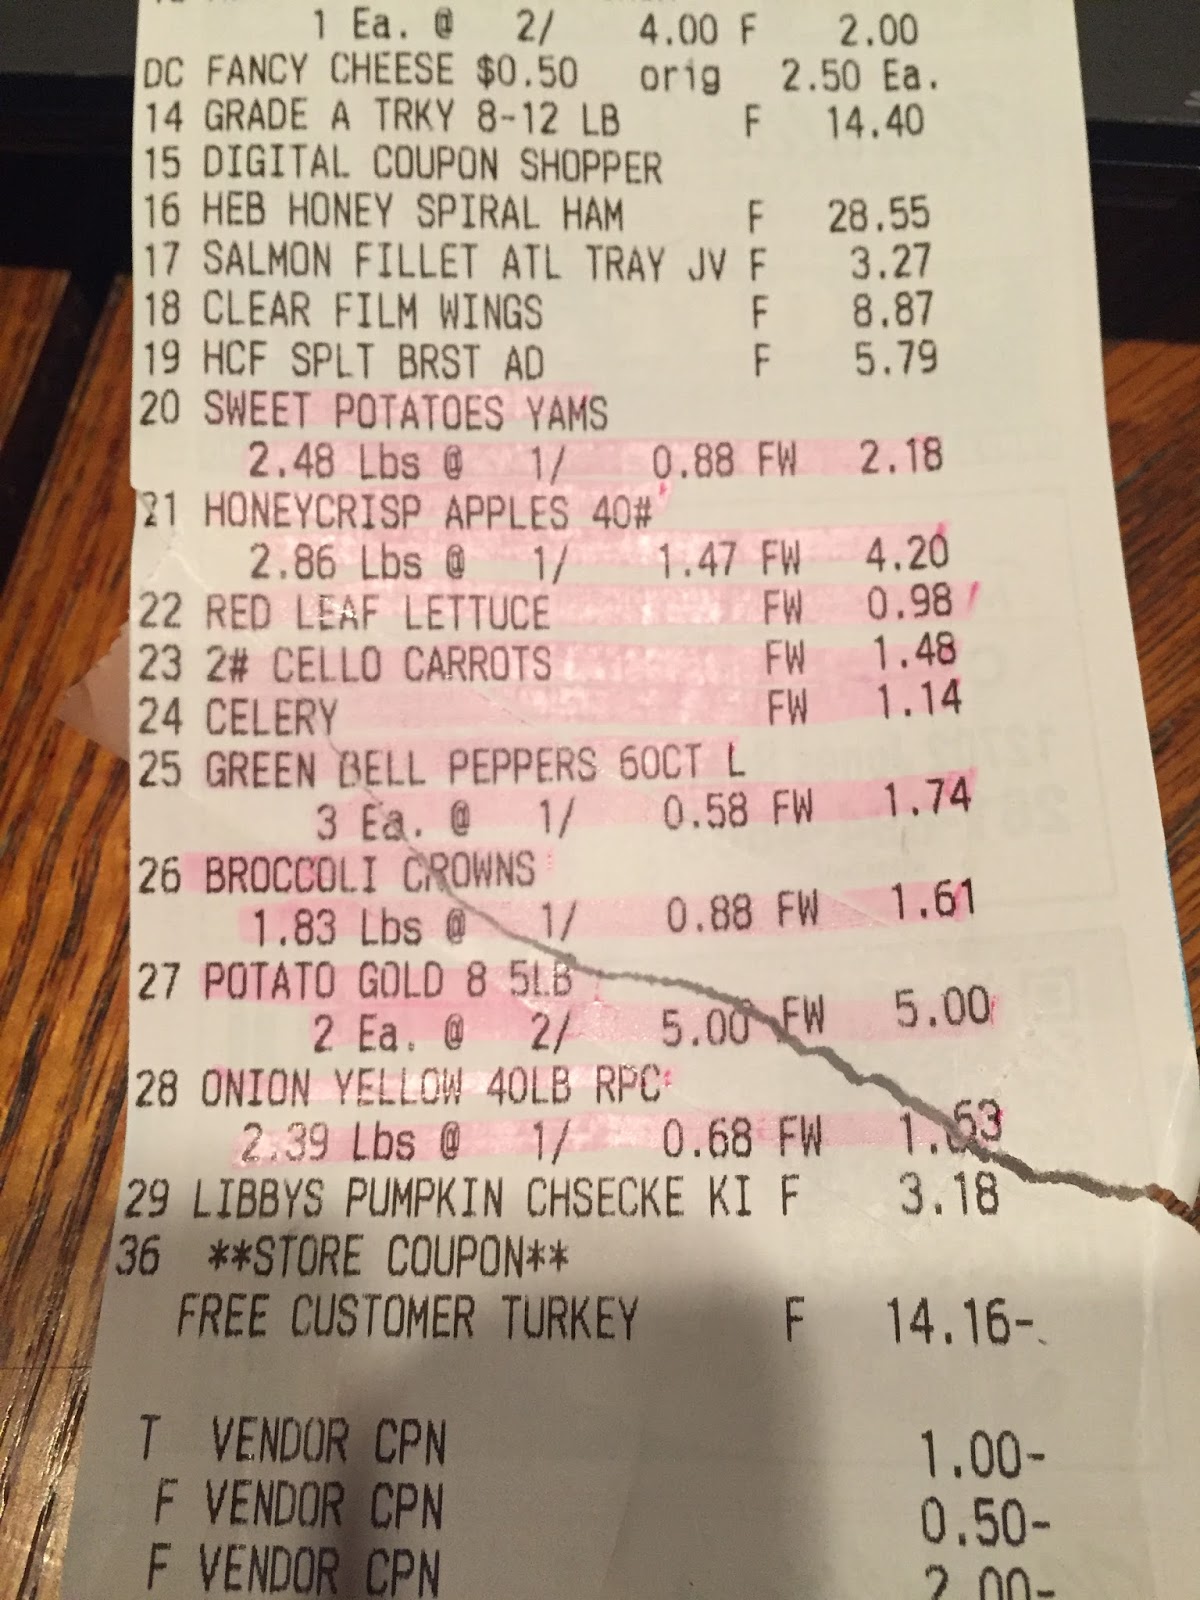 1 Ea. @ 2/ 4.00 F 2.00
DC FANCY CHEESE $0.50 orig 2.50 Ea.
14 GRADE A TRKY 8-12 LB F 14.40
15 DIGITAL COUPON SHOPPER
16 HEB HONEY SPIRAL HAM F 28.55
17 SALMON FILLET ATL TRAY JV F 3.27
18 CLEAR FILM WINGS F 8.87
19 HCF SPLT BRST AD F 5.79
20 SWEET POTATOES YAMS
2.48 Lbs @ 1/ 0.88 FW 2.18
21 HONEYCRISP APPLES 40#
2.86 Lbs @ 1/ 1.47 FW 4.20
22 RED LEAF LETTUCE FW 0.98
23 2# CELLO CARROTS FW 1.48
24 CELERY FW 1.14
25 GREEN BELL PEPPERS 60CT L
3 Ea. @ 1/ 0.58 FW 1.74
26 BROCCOLI CROWNS
1.83 Lbs @ 1/ 0.88 FW 1.61
27 POTATO GOLD 8 5LB
2 Ea. @ 2/ 5.00 FW 5.00
28 ONION YELLOW 40LB RPC
2.39 Lbs @ 1/ 0.68 FW 1.63
29 LIBBYS PUMPKIN CHSECKE KI F 3.18
36 **STORE COUPON**
FREE CUSTOMER TURKEY F 14.16-
T VENDOR CPN 1.00-
F VENDOR CPN 0.50-
F VENDOR CPN 2.00-